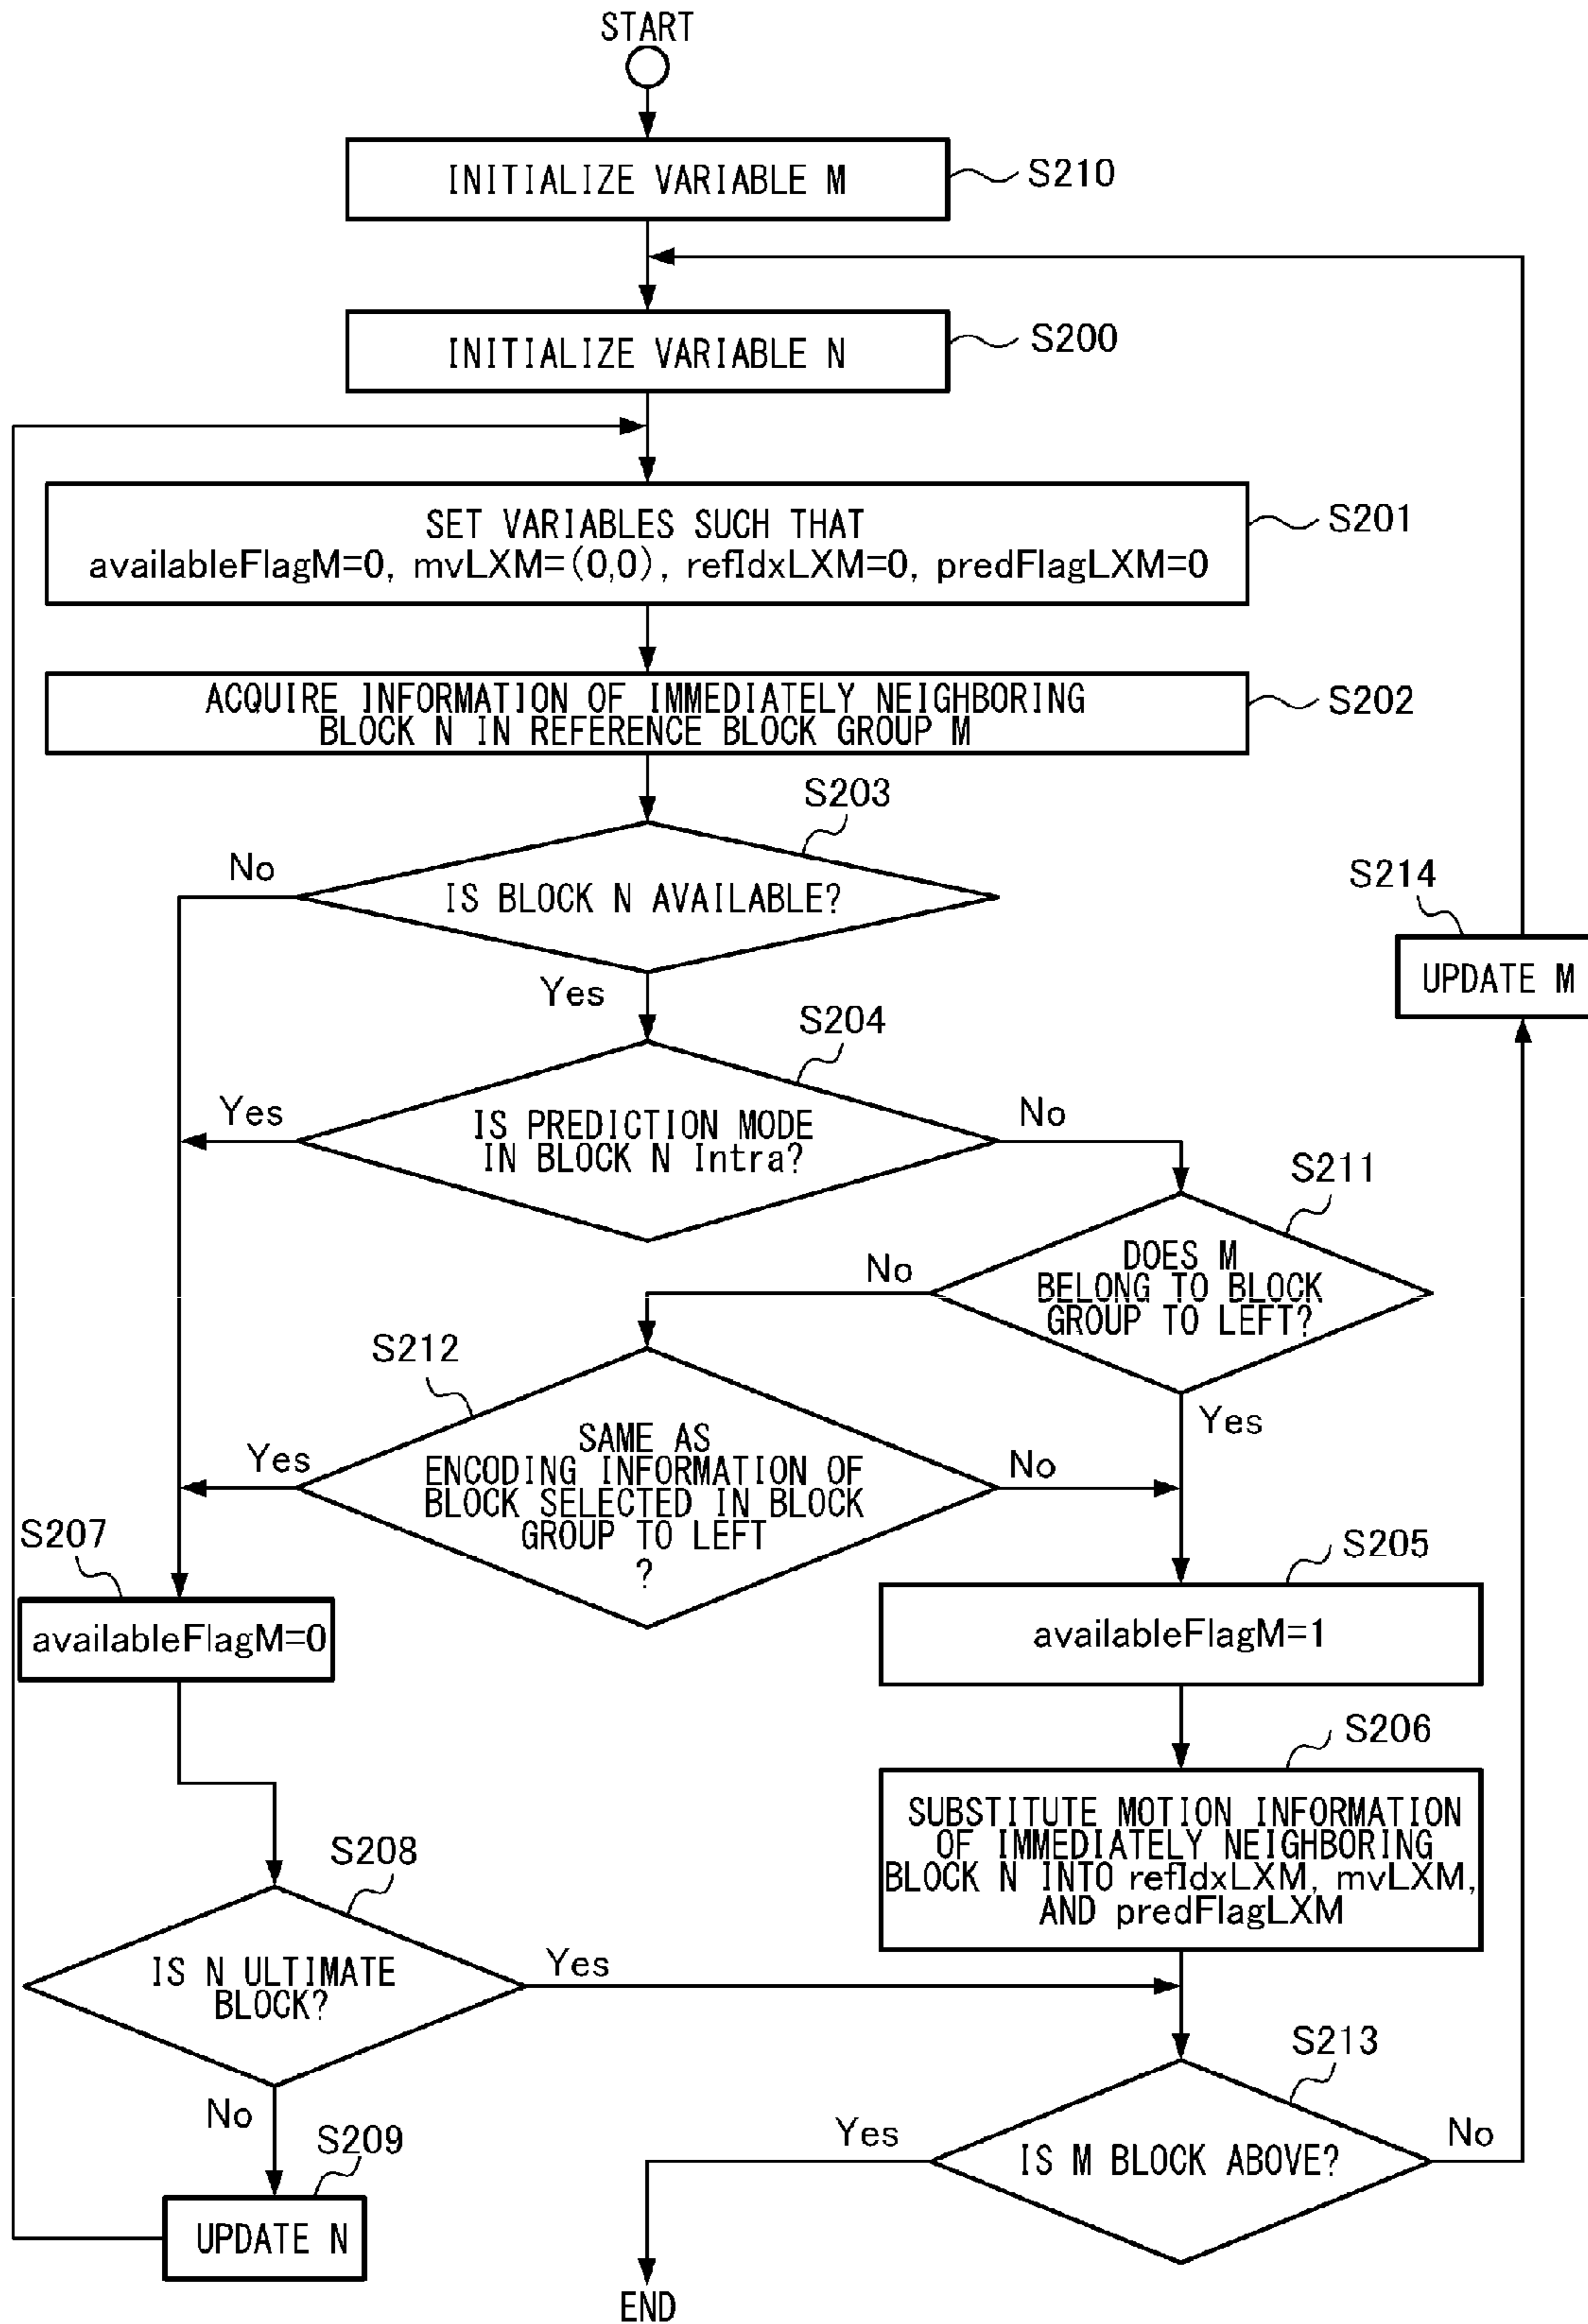 START
INITIALIZE VARIABLE M
S210
INITIALIZE VARIABLE N
S200
SET VARIABLES SUCH THAT
availableFlagM=0, mvLXM=(0,0), refIdxLXM=0, predFlagLXM=0
S201
ACQUIRE INFORMATION OF IMMEDIATELY NEIGHBORING
BLOCK N IN REFERENCE BLOCK GROUP M
S202
S203
No
IS BLOCK N AVAILABLE?
Yes
S214
UPDATE M
S204
Yes
IS PREDICTION MODE
IN BLOCK N Intra?
No
S211
No
DOES M
BELONG TO BLOCK
GROUP TO LEFT?
Yes
S212
Yes
SAME AS
ENCODING INFORMATION OF
BLOCK SELECTED IN BLOCK
GROUP TO LEFT
?
No
S207
availableFlagM=0
S205
availableFlagM=1
S206
SUBSTITUTE MOTION INFORMATION
OF IMMEDIATELY NEIGHBORING
BLOCK N INTO refIdxLXM, mvLXM,
AND predFlagLXM
S208
IS N ULTIMATE
BLOCK?
Yes
No
S209
UPDATE N
S213
Yes
IS M BLOCK ABOVE?
No
END